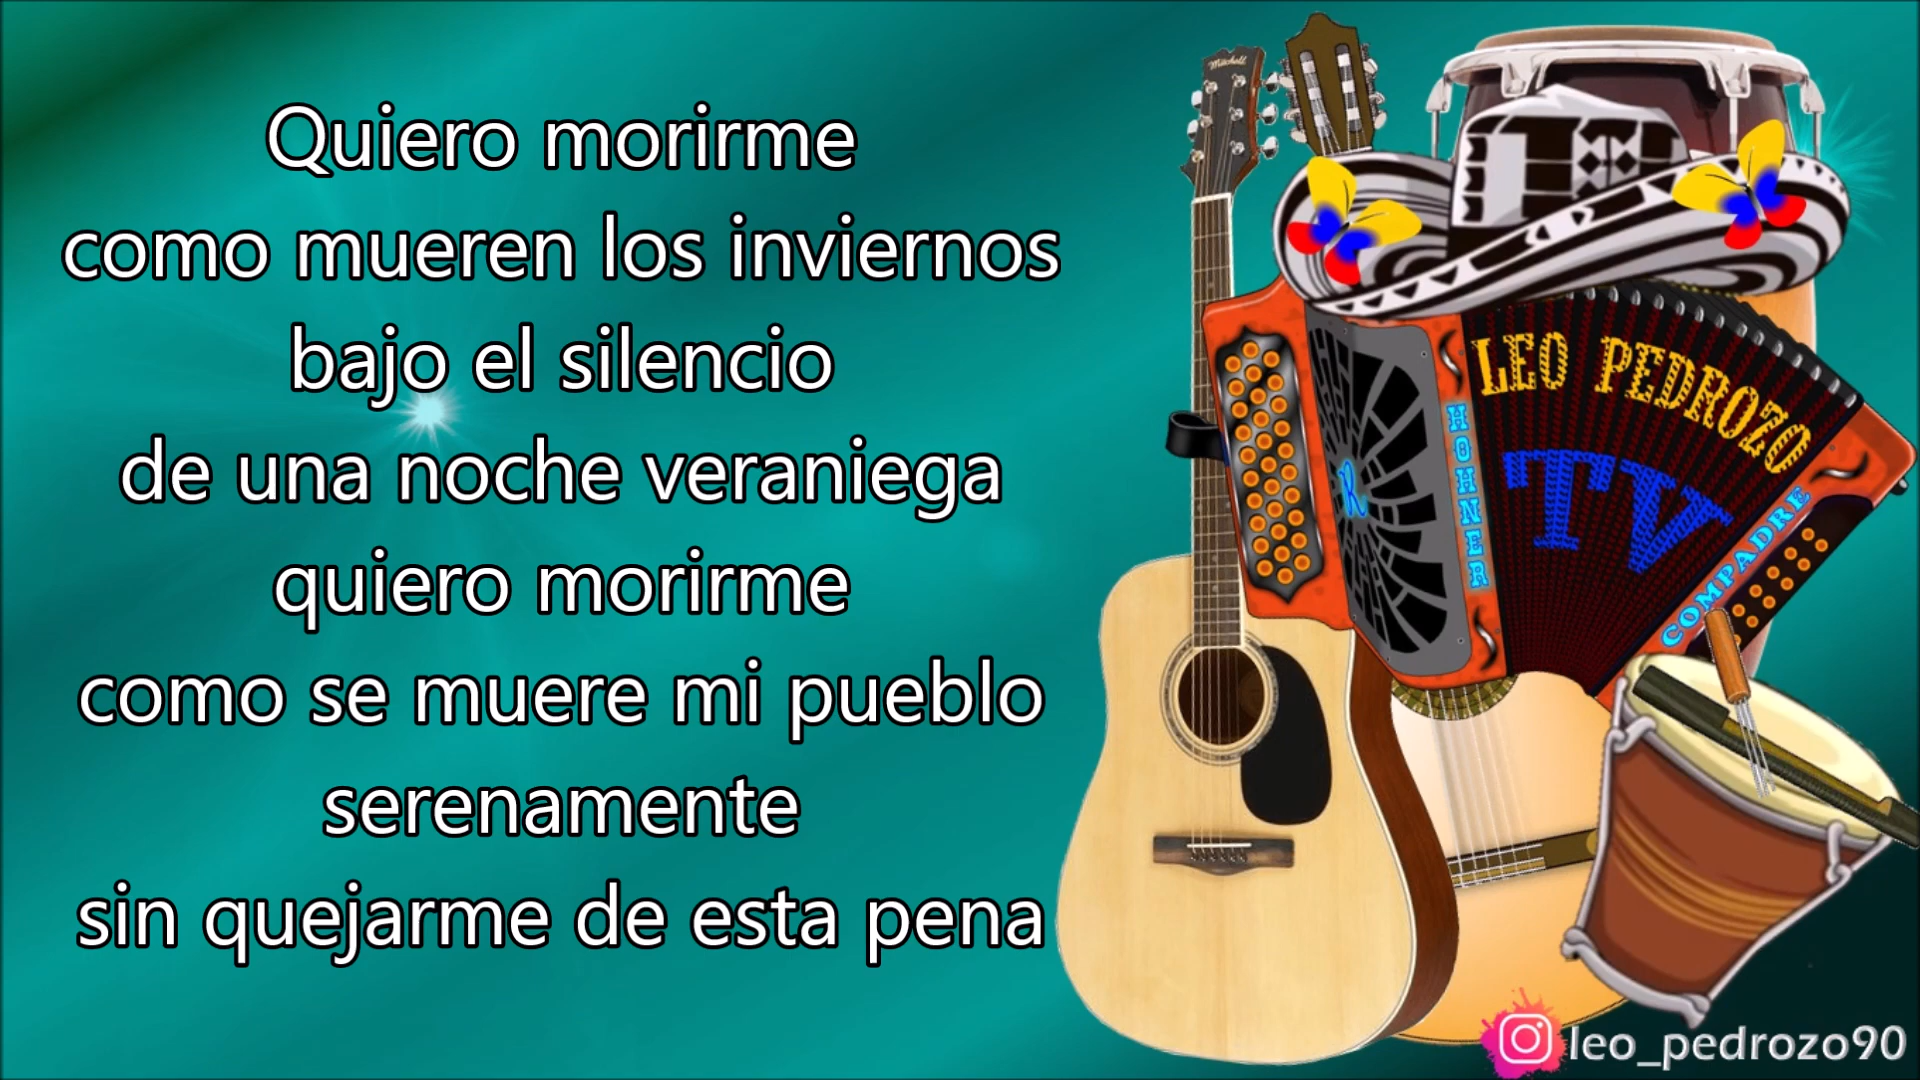 Quiero morirme
como mueren los inviernos
bajo el silencio
de una noche veraniega
quiero morirme
como se muere mi pueblo
serenamente
sin quejarme de esta pena
Mitchell
LEO PEDROZO
TV
HOHNER
R
COMPADRE
leo_pedrozo90